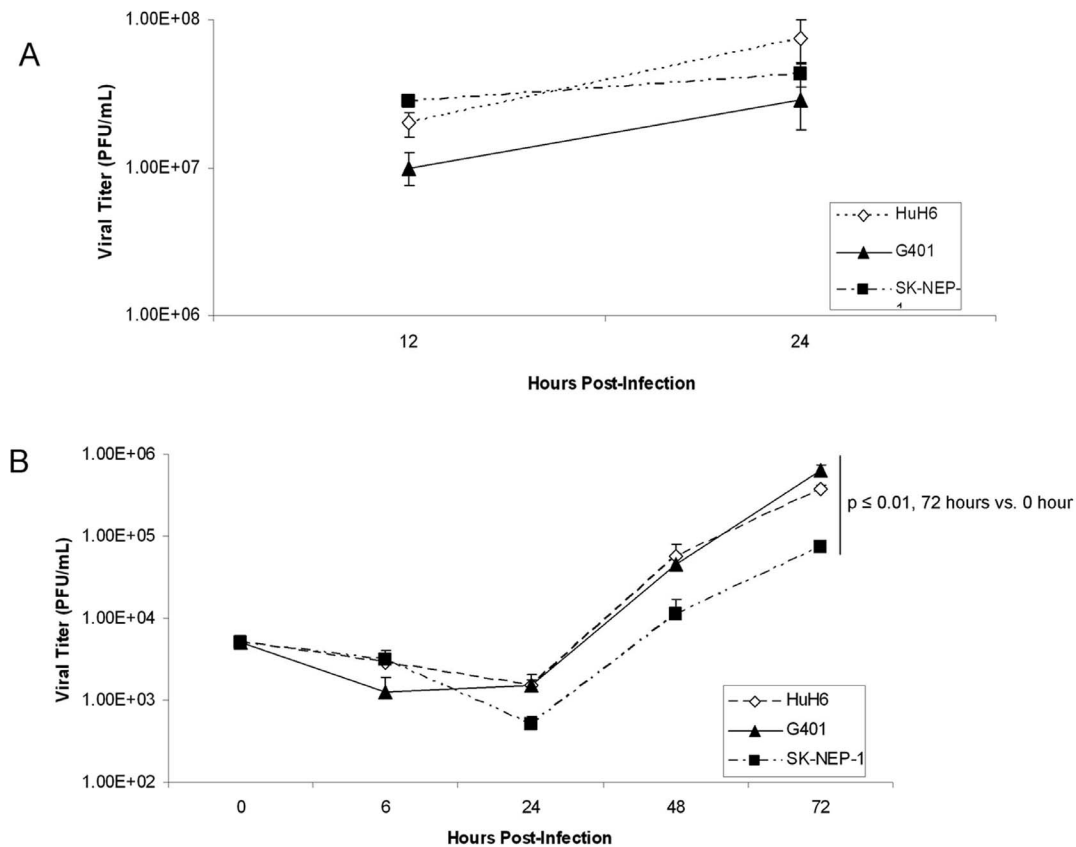 A
1.00E+08
1.00E+07
1.00E+06
Viral Titer (PFU/mL)
12
24
Hours Post-Infection
HuH6
G401
SK-NEP-
B
1.00E+06
1.00E+05
1.00E+04
1.00E+03
1.00E+02
Viral Titer (PFU/mL)
0
6
24
48
72
Hours Post-Infection
p ≤ 0.01, 72 hours vs. 0 hour
HuH6
G401
SK-NEP-1